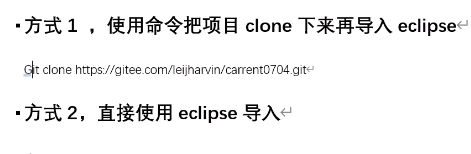 ▪方式 1 ，使用命令把项目 clone 下来再导入 eclipse↵
Git clone https://gitee.com/leijharvin/carrent0704.git↵
▪方式 2，直接使用 eclipse 导入↵